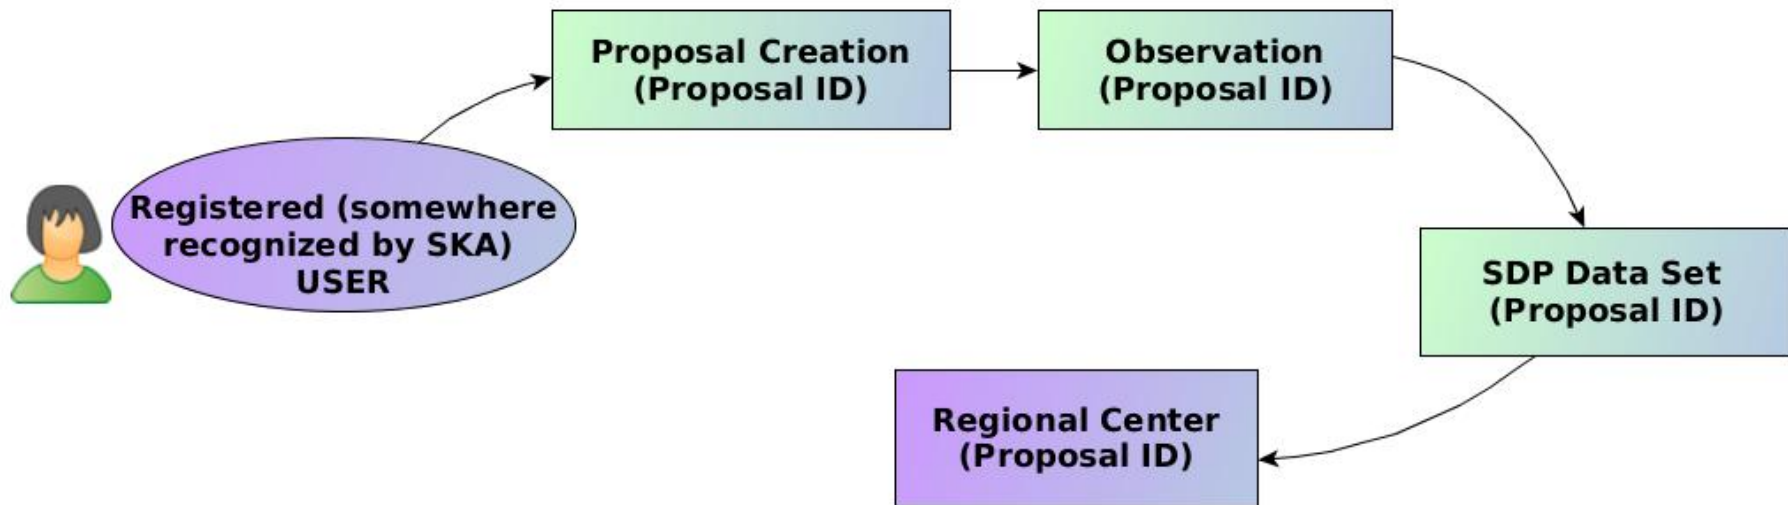 Proposal Creation
(Proposal ID)
Observation
(Proposal ID)
Registered (somewhere
recognized by SKA)
USER
SDP Data Set
(Proposal ID)
Regional Center
(Proposal ID)